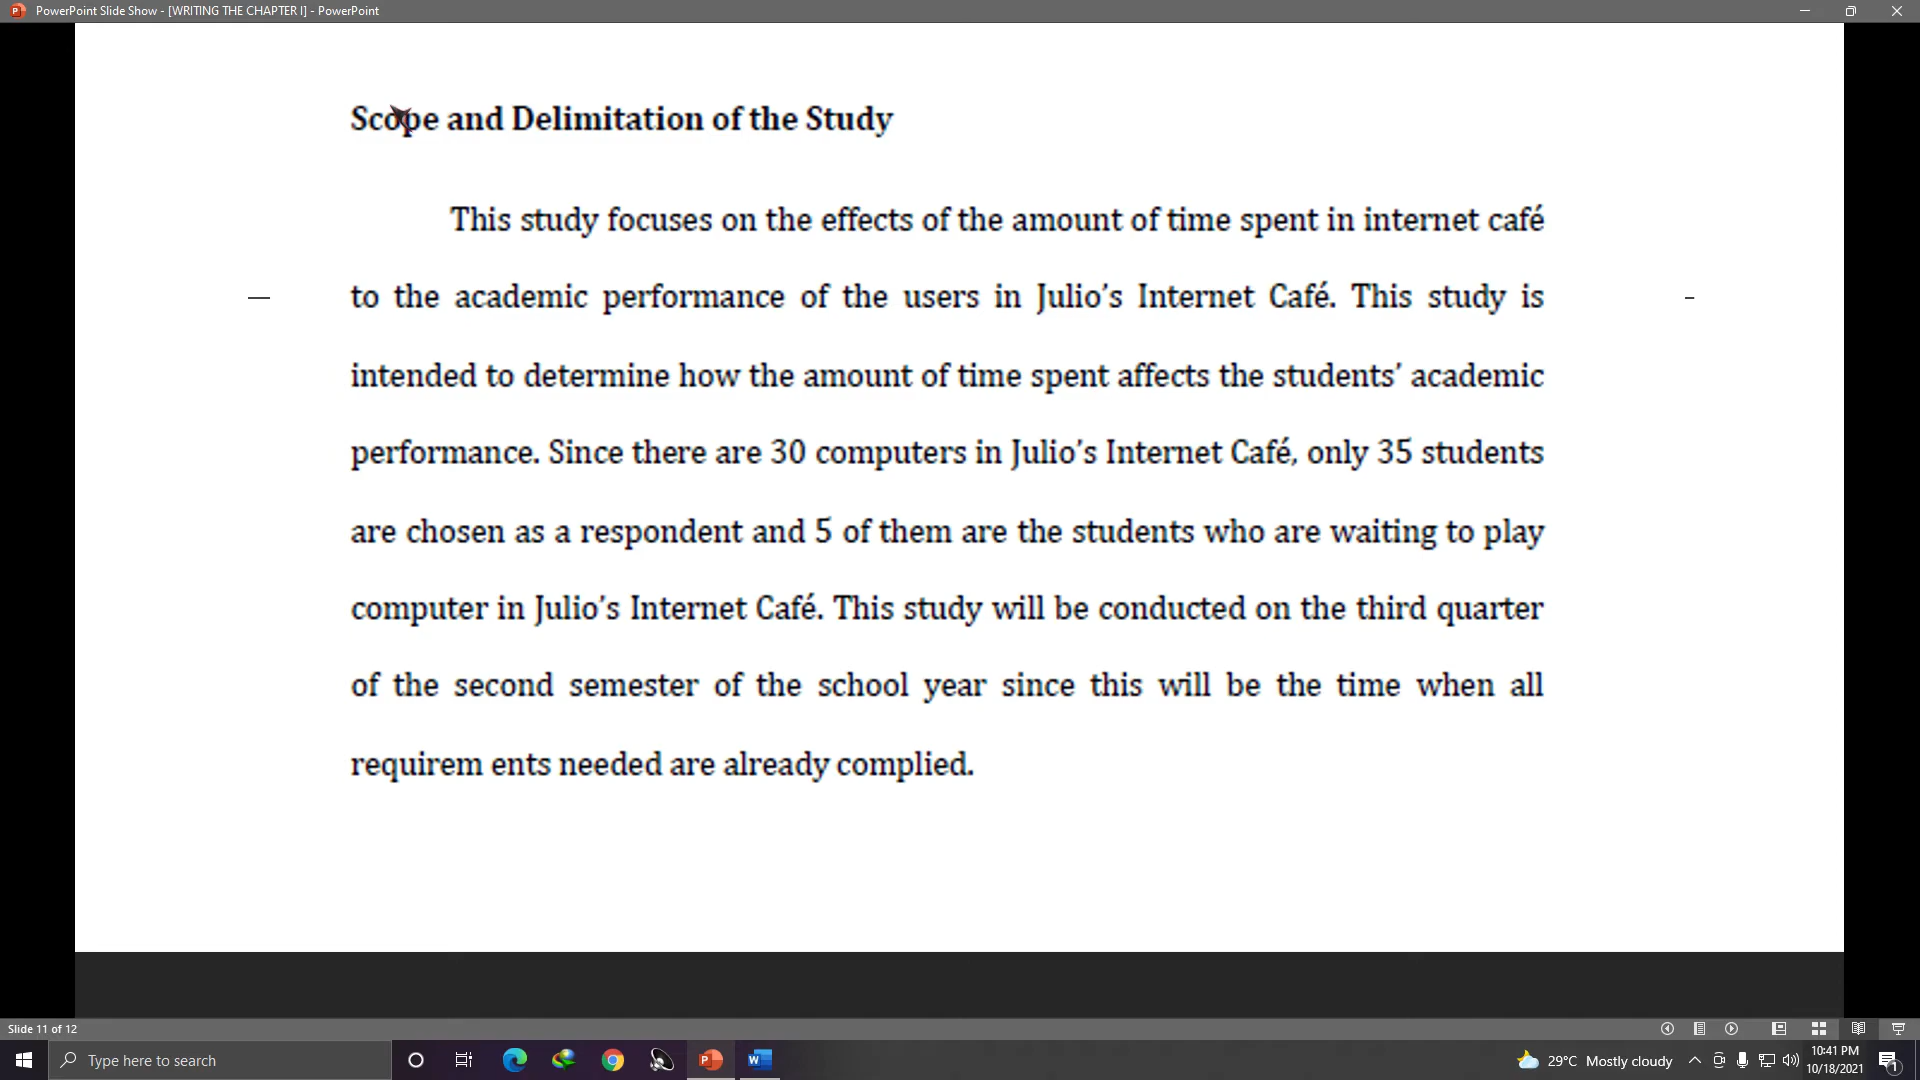 PowerPoint Slide Show - [WRITING THE CHAPTER I] - PowerPoint
Scope and Delimitation of the Study
This study focuses on the effects of the amount of time spent in internet café
to the academic performance of the users in Julio’s Internet Café. This study is
intended to determine how the amount of time spent affects the students’ academic
performance. Since there are 30 computers in Julio’s Internet Café, only 35 students
are chosen as a respondent and 5 of them are the students who are waiting to play
computer in Julio’s Internet Café. This study will be conducted on the third quarter
of the second semester of the school year since this will be the time when all
requirem ents needed are already complied.
Slide 11 of 12
Type here to search
29°C Mostly cloudy
10:41 PM
10/18/2021
1